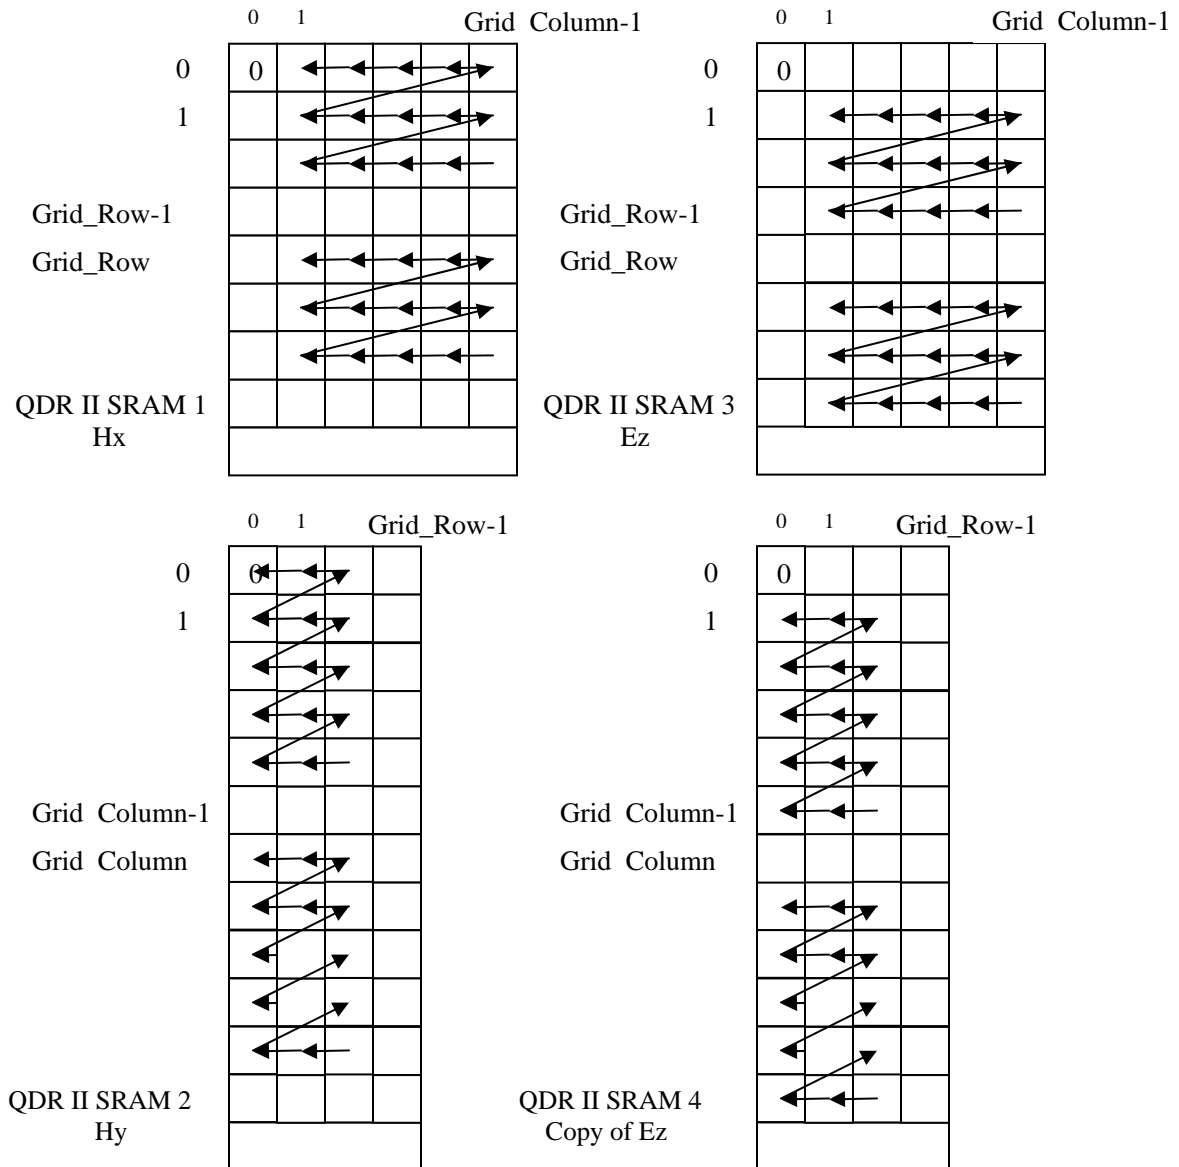 0 1 Grid Column-1
0 0
1
Grid_Row-1
Grid_Row
QDR II SRAM 1
Hx
0 1 Grid Column-1
0 0
1
Grid_Row-1
Grid_Row
QDR II SRAM 3
Ez
0 1 Grid_Row-1
0 0
1
Grid Column-1
Grid Column
QDR II SRAM 2
Hy
0 1 Grid_Row-1
0 0
1
Grid Column-1
Grid Column
QDR II SRAM 4
Copy of Ez